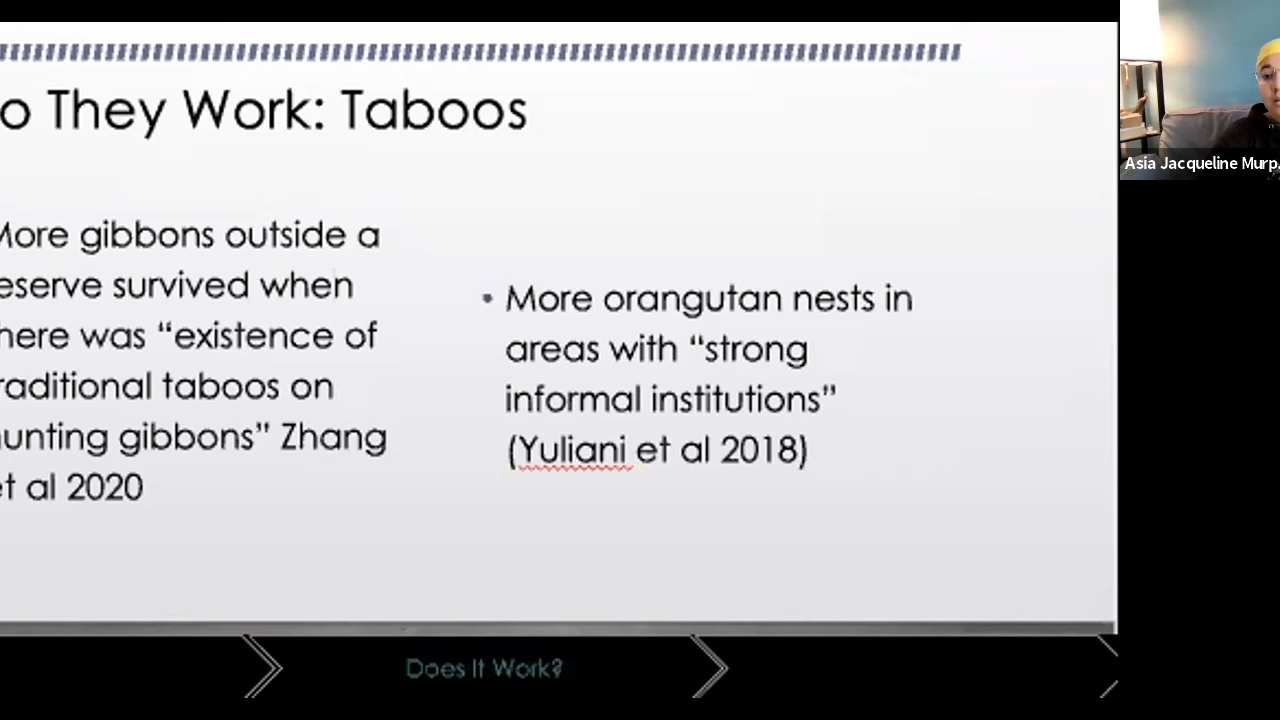 o They Work: Taboos
More gibbons outside a
eserve survived when
here was “existence of
raditional taboos on
hunting gibbons” Zhang
et al 2020
• More orangutan nests in
areas with “strong
informal institutions”
(Yuliani et al 2018)
Does It Work?
Asia Jacqueline Murp.